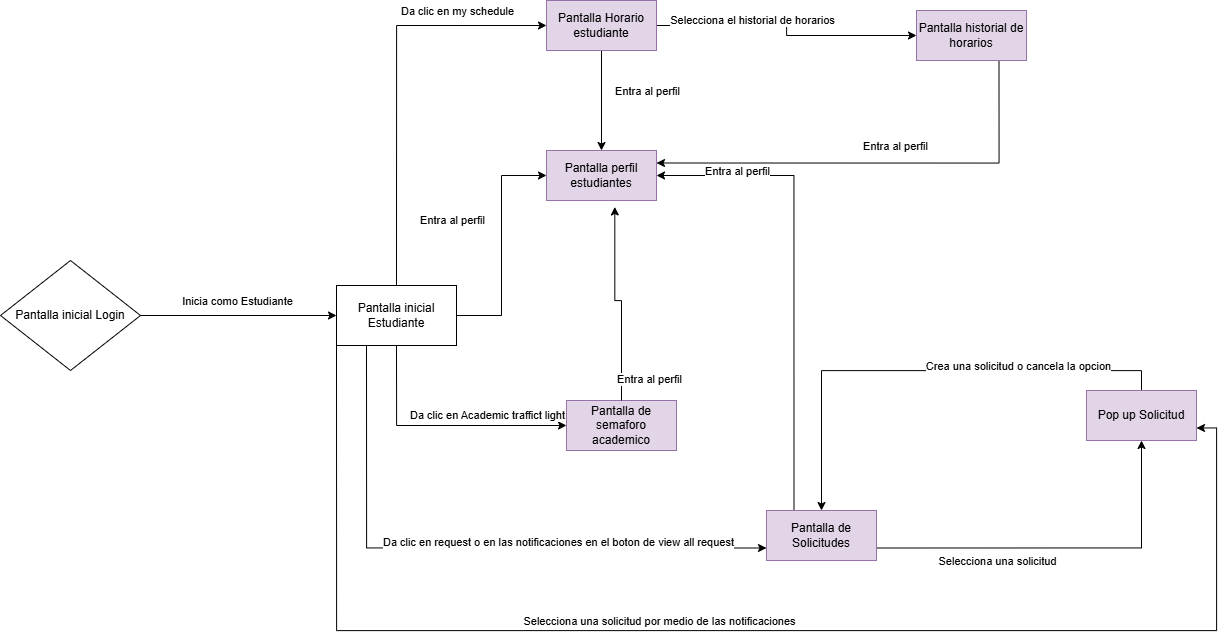 Da clic en my schedule
Pantalla Horario
estudiante
Selecciona el historial de horarios
Pantalla historial de
horarios
Entra al perfil
Entra al perfil
Pantalla perfil
estudiantes
Entra al perfil
Entra al perfil
Pantalla inicial Login
Inicia como Estudiante
Pantalla inicial
Estudiante
Entra al perfil
Crea una solicitud o cancela la opcion
Da clic en Academic traffict light
Pantalla de
semaforo
academico
Pop up Solicitud
Da clic en request o en las notificaciones en el boton de view all request
Pantalla de
Solicitudes
Selecciona una solicitud
Selecciona una solicitud por medio de las notificaciones